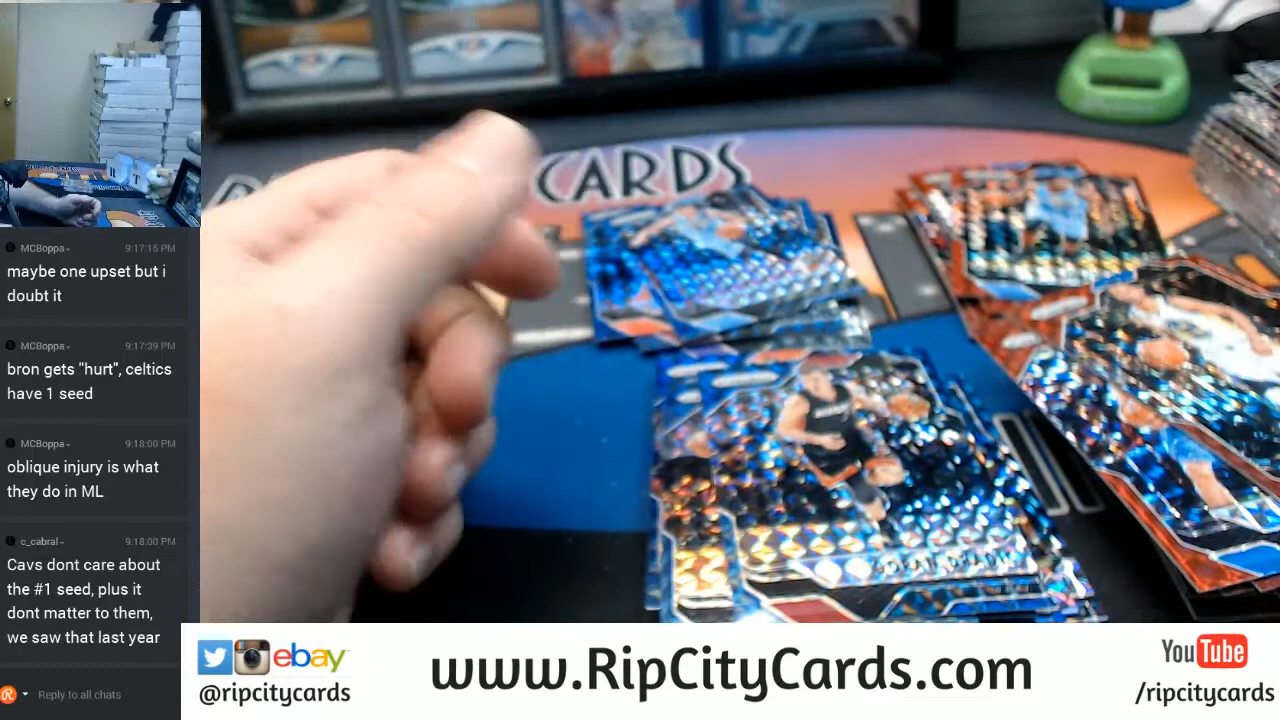 MCBoppa
9:17:15 PM
maybe one upset but i
doubt it
MCBoppa
9:17:39 PM
bron gets "hurt", celtics
have 1 seed
MCBoppa
9:18:00 PM
oblique injury is what
they do in ML
c_cabral
9:18:00 PM
Cavs dont care about
the #1 seed, plus it
dont matter to them,
we saw that last year
Reply to all chats
CARDS
ebay
@ripcitycards
www.RipCityCards.com
YouTube
/ripcitycards